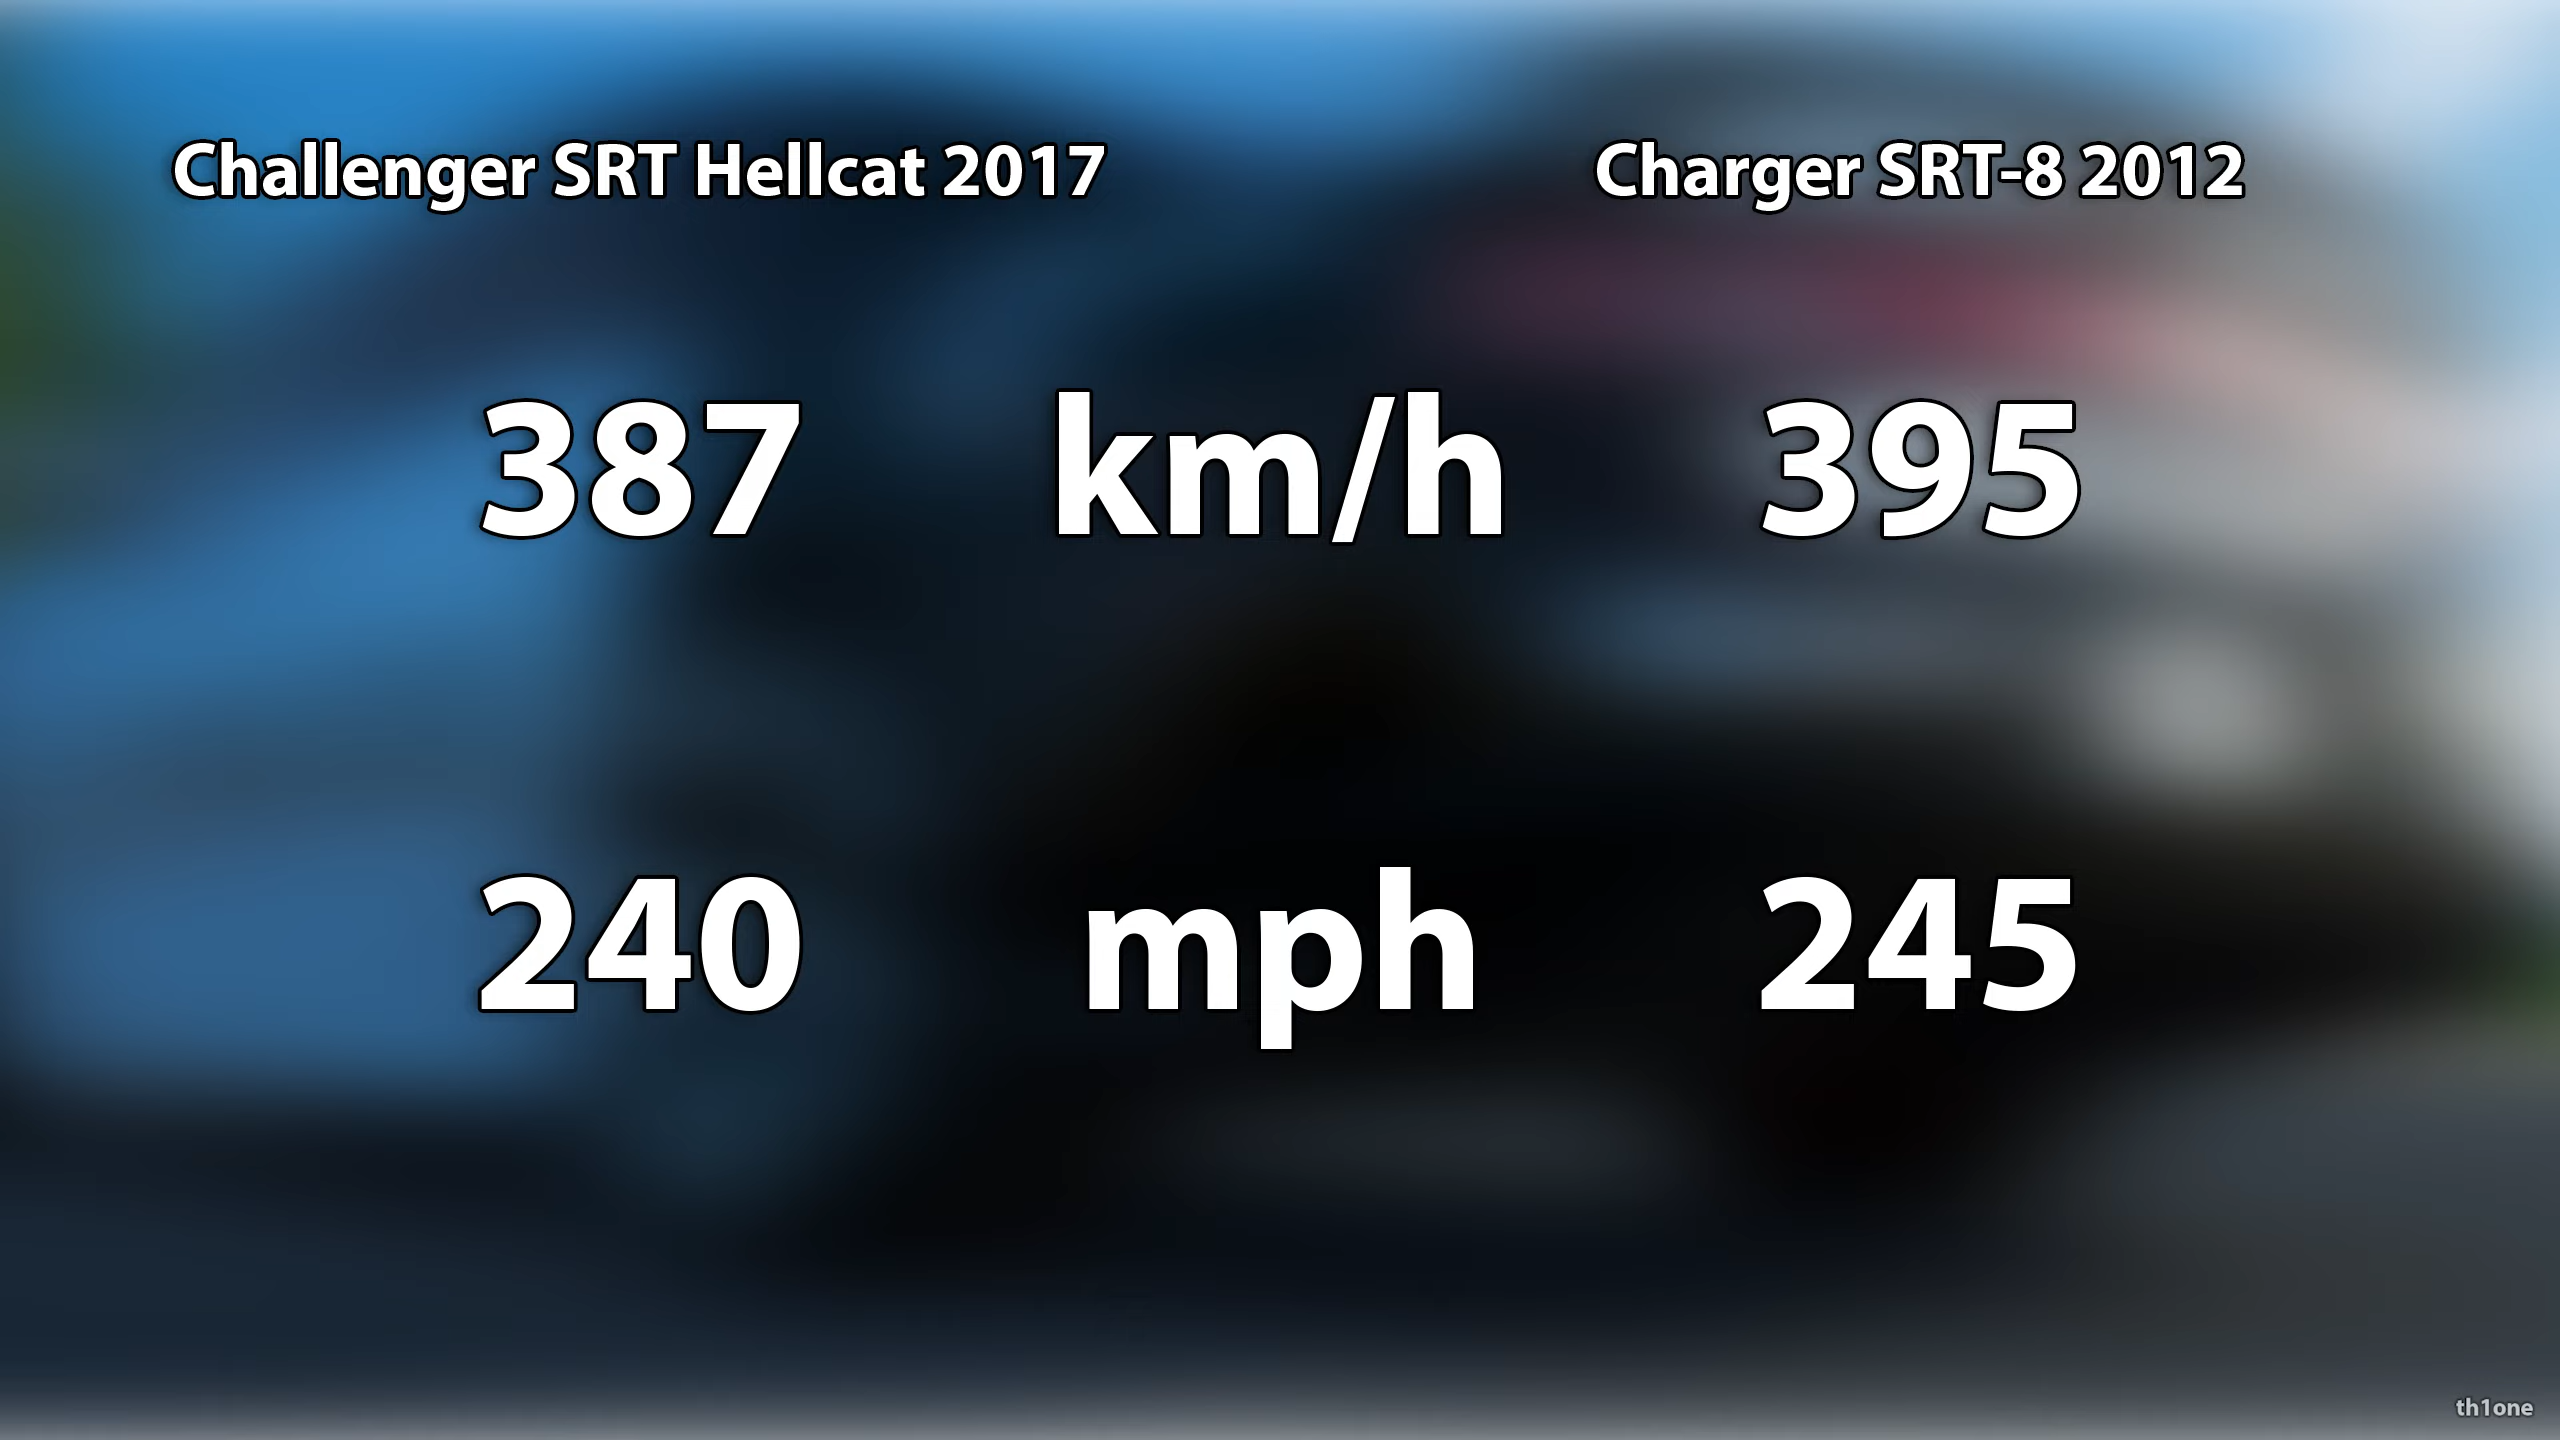 Challenger SRT Hellcat 2017 Charger SRT-8 2012
387 km/h 395
240 mph 245
th1one